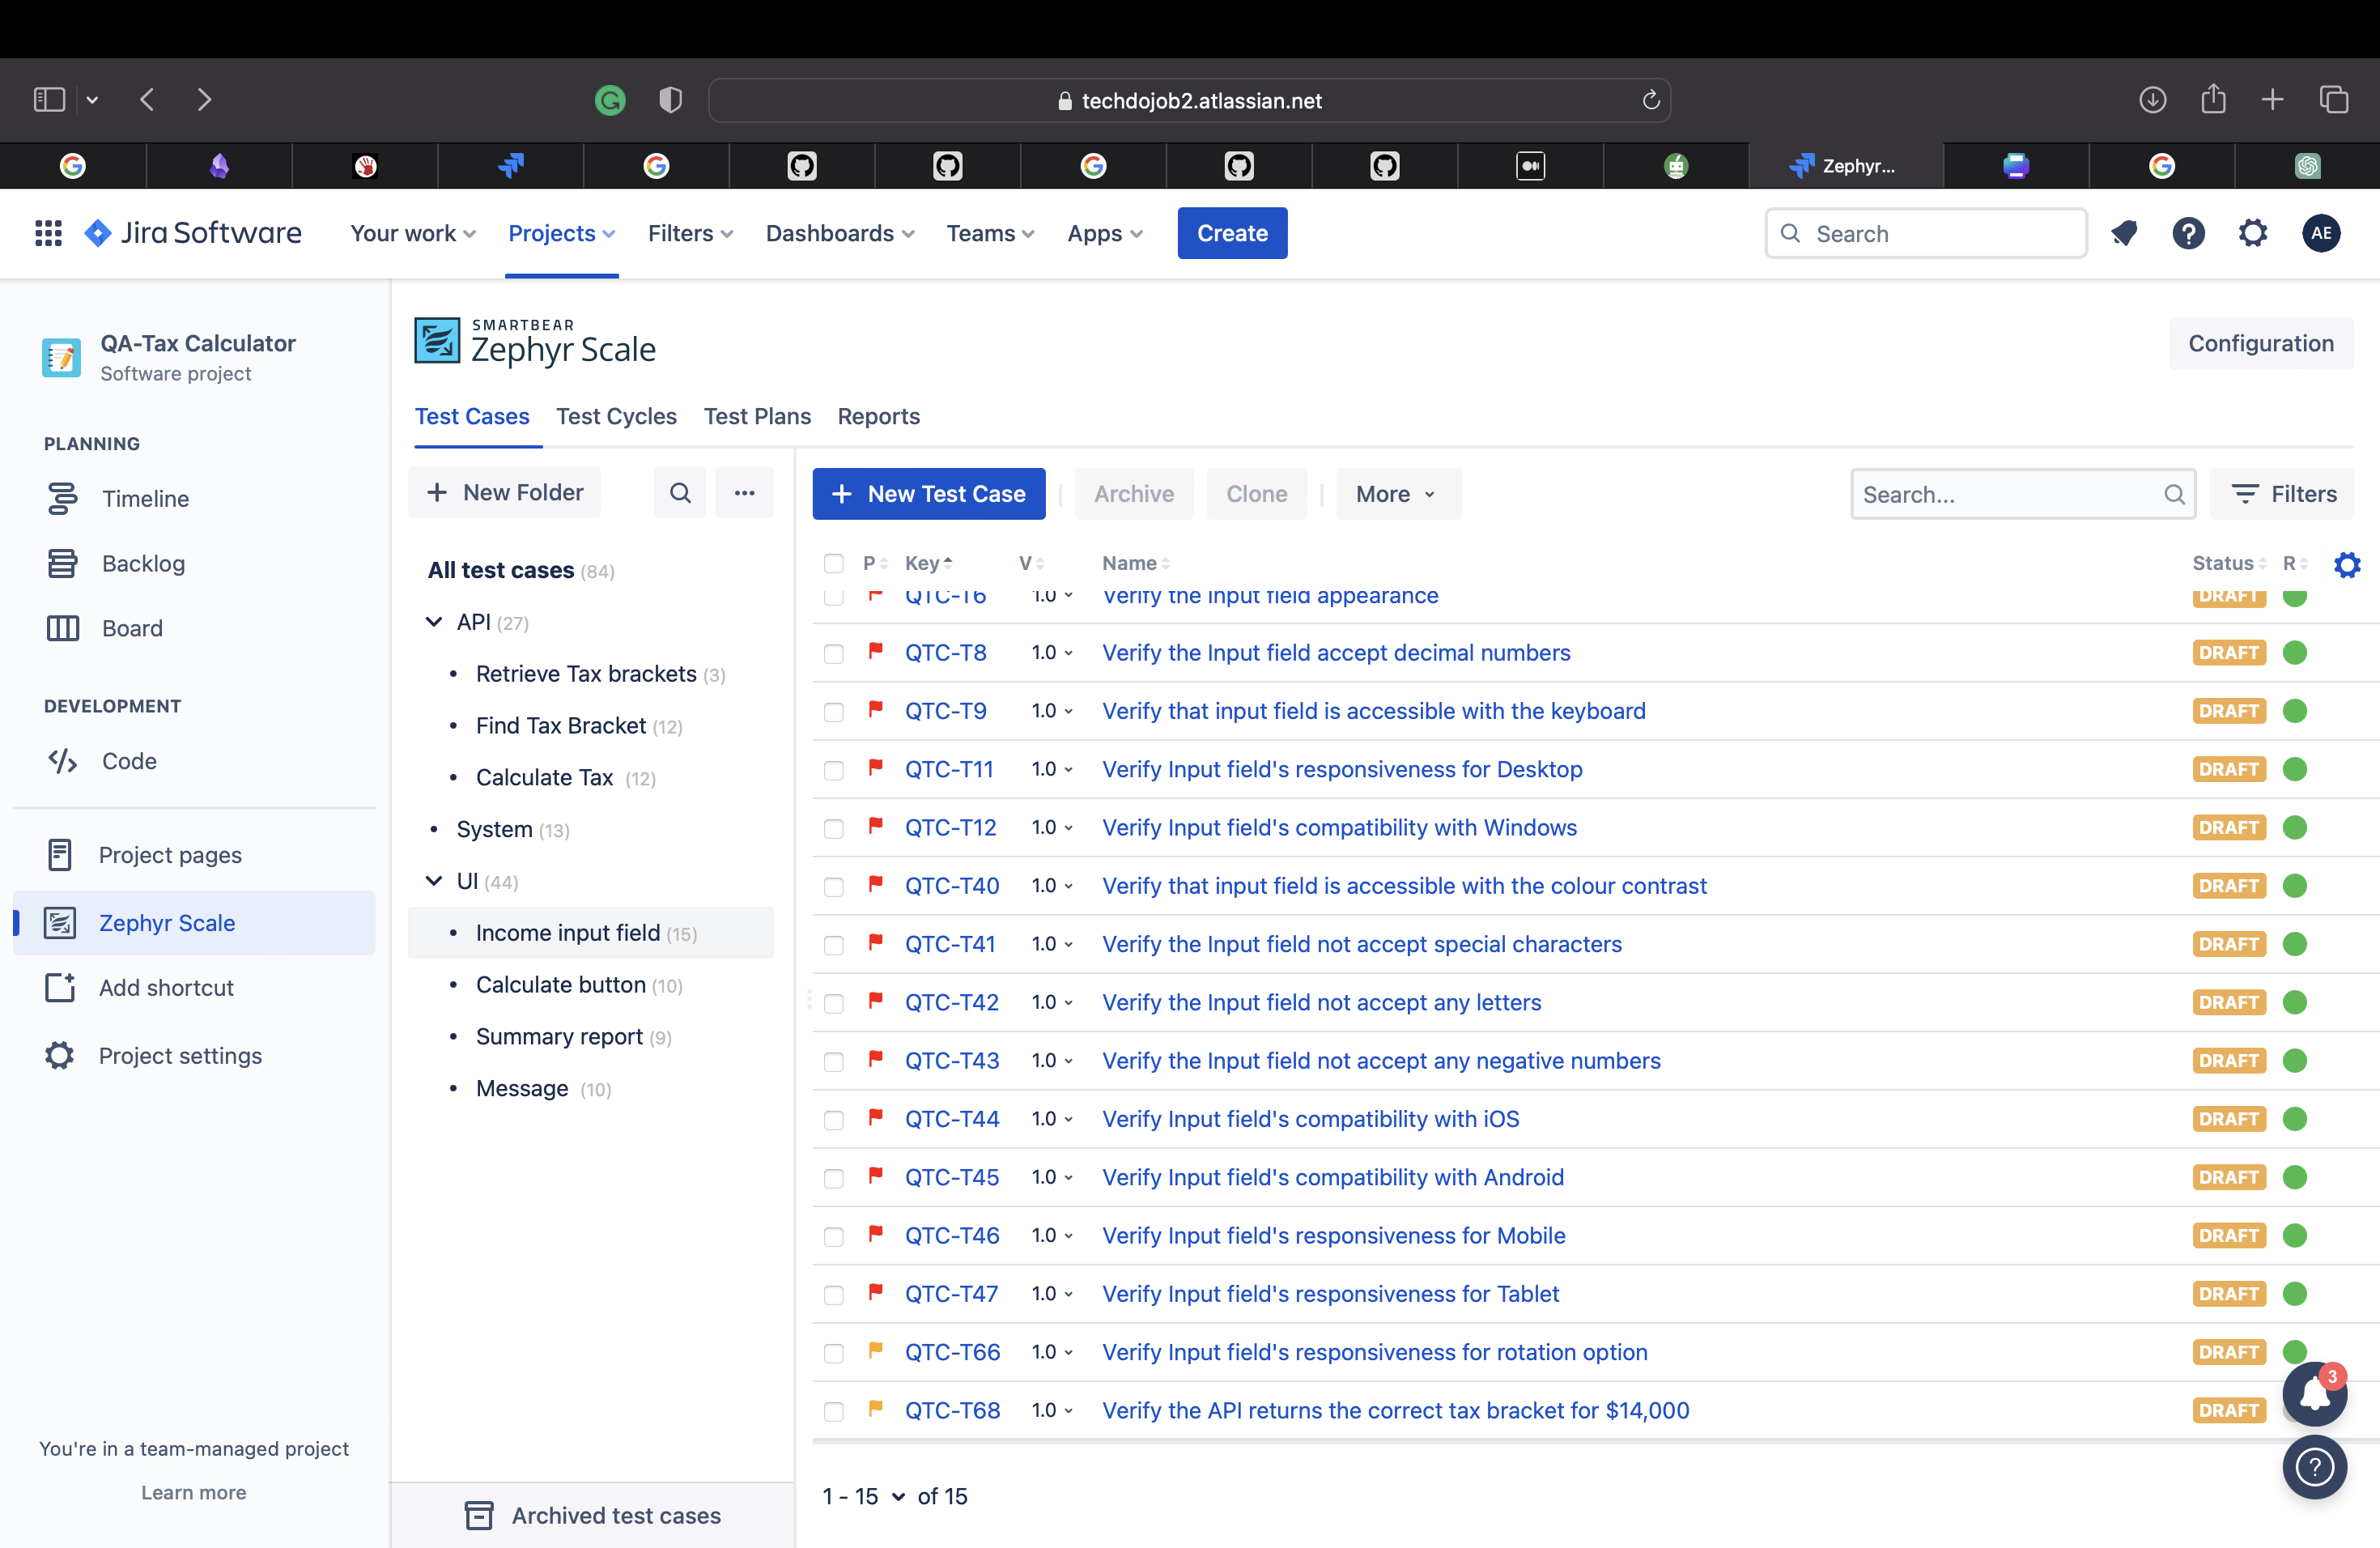 techdojob2.atlassian.net
Zephyr...
Jira Software
Your work
Projects
Filters
Dashboards
Teams
Apps
Create
Search
AE
QA-Tax Calculator
Software project
PLANNING
Timeline
Backlog
Board
DEVELOPMENT
Code
Project pages
Zephyr Scale
Add shortcut
Project settings
You're in a team-managed project
Learn more
SMARTBEAR
Zephyr Scale
Configuration
Test Cases Test Cycles Test Plans Reports
New Folder
All test cases (84)
API (27)
Retrieve Tax brackets (3)
Find Tax Bracket (12)
Calculate Tax (12)
System (13)
UI (44)
Income input field (15)
Calculate button (10)
Summary report (9)
Message (10)
Archived test cases
New Test Case
Archive
Clone
More
Search...
Filters
P Key V Name Status R
QTC-T6 1.0 Verify the Input field appearance DRAFT
QTC-T8 1.0 Verify the Input field accept decimal numbers DRAFT
QTC-T9 1.0 Verify that input field is accessible with the keyboard DRAFT
QTC-T11 1.0 Verify Input field's responsiveness for Desktop DRAFT
QTC-T12 1.0 Verify Input field's compatibility with Windows DRAFT
QTC-T40 1.0 Verify that input field is accessible with the colour contrast DRAFT
QTC-T41 1.0 Verify the Input field not accept special characters DRAFT
QTC-T42 1.0 Verify the Input field not accept any letters DRAFT
QTC-T43 1.0 Verify the Input field not accept any negative numbers DRAFT
QTC-T44 1.0 Verify Input field's compatibility with iOS DRAFT
QTC-T45 1.0 Verify Input field's compatibility with Android DRAFT
QTC-T46 1.0 Verify Input field's responsiveness for Mobile DRAFT
QTC-T47 1.0 Verify Input field's responsiveness for Tablet DRAFT
QTC-T66 1.0 Verify Input field's responsiveness for rotation option DRAFT
QTC-T68 1.0 Verify the API returns the correct tax bracket for $14,000 DRAFT
3
1 - 15 of 15